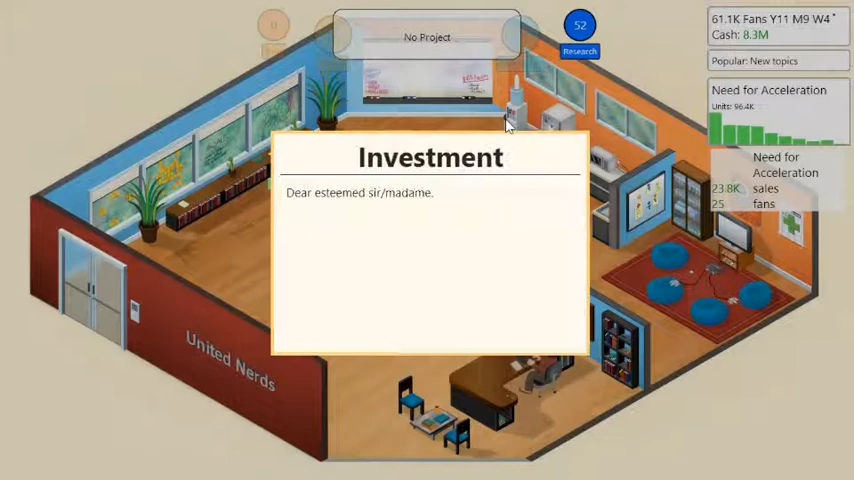 0
No Project
52
Research
61.1K Fans Y11 M9 W4
Cash: 8.3M
Popular: New topics
Need for Acceleration
Units: 96.4K
Need for
Acceleration
23.8K sales
25 fans
Investment
Dear esteemed sir/madame.
United Nerds